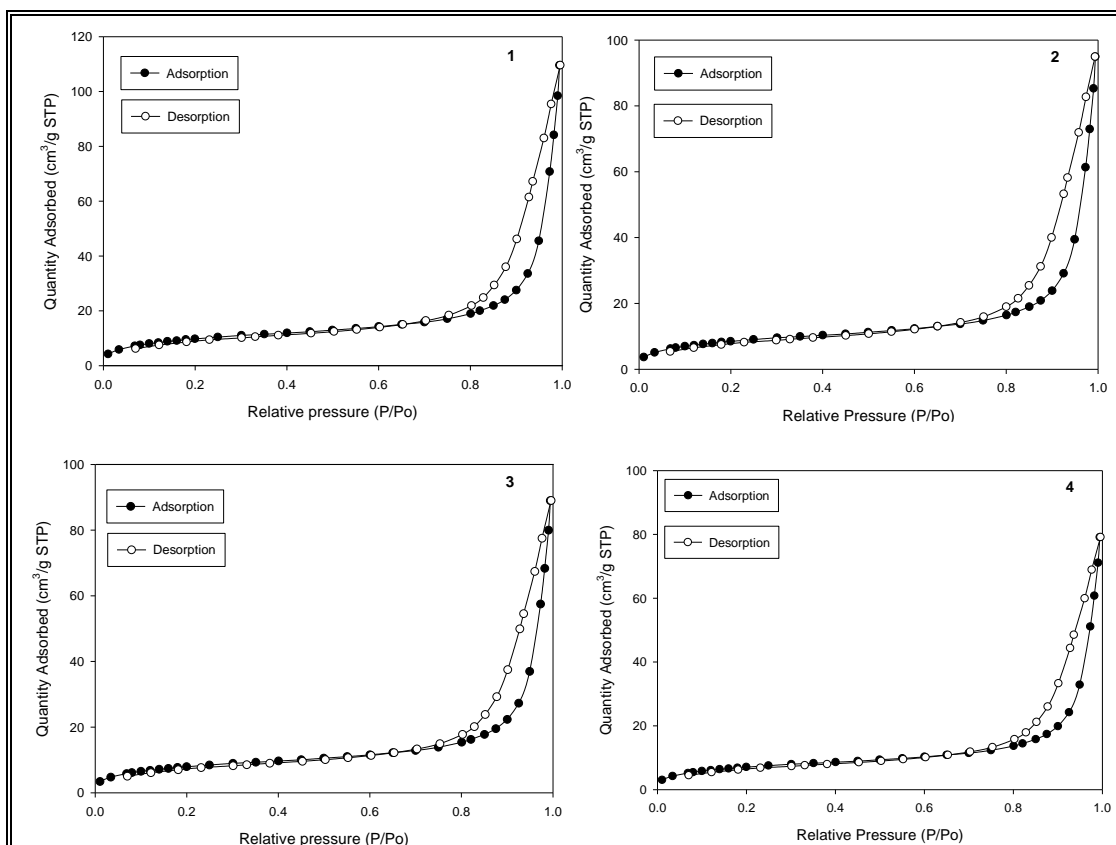 1
Adsorption
Desorption
Quantity Adsorbed (cm³/g STP)
120
100
80
60
40
20
0
0.0 0.2 0.4 0.6 0.8 1.0
Relative pressure (P/Po)
2
Adsorption
Desorption
Quantity Adsorbed (cm³/g STP)
100
80
60
40
20
0
0.0 0.2 0.4 0.6 0.8 1.0
Relative Pressure (P/Po)
3
Adsorption
Desorption
Quantity Adsorbed (cm³/g STP)
100
80
60
40
20
0
0.0 0.2 0.4 0.6 0.8 1.0
Relative pressure (P/Po)
4
Adsorption
Desorption
Quantity Adsorbed (cm³/g STP)
100
80
60
40
20
0
0.0 0.2 0.4 0.6 0.8 1.0
Relative Pressure (P/Po)